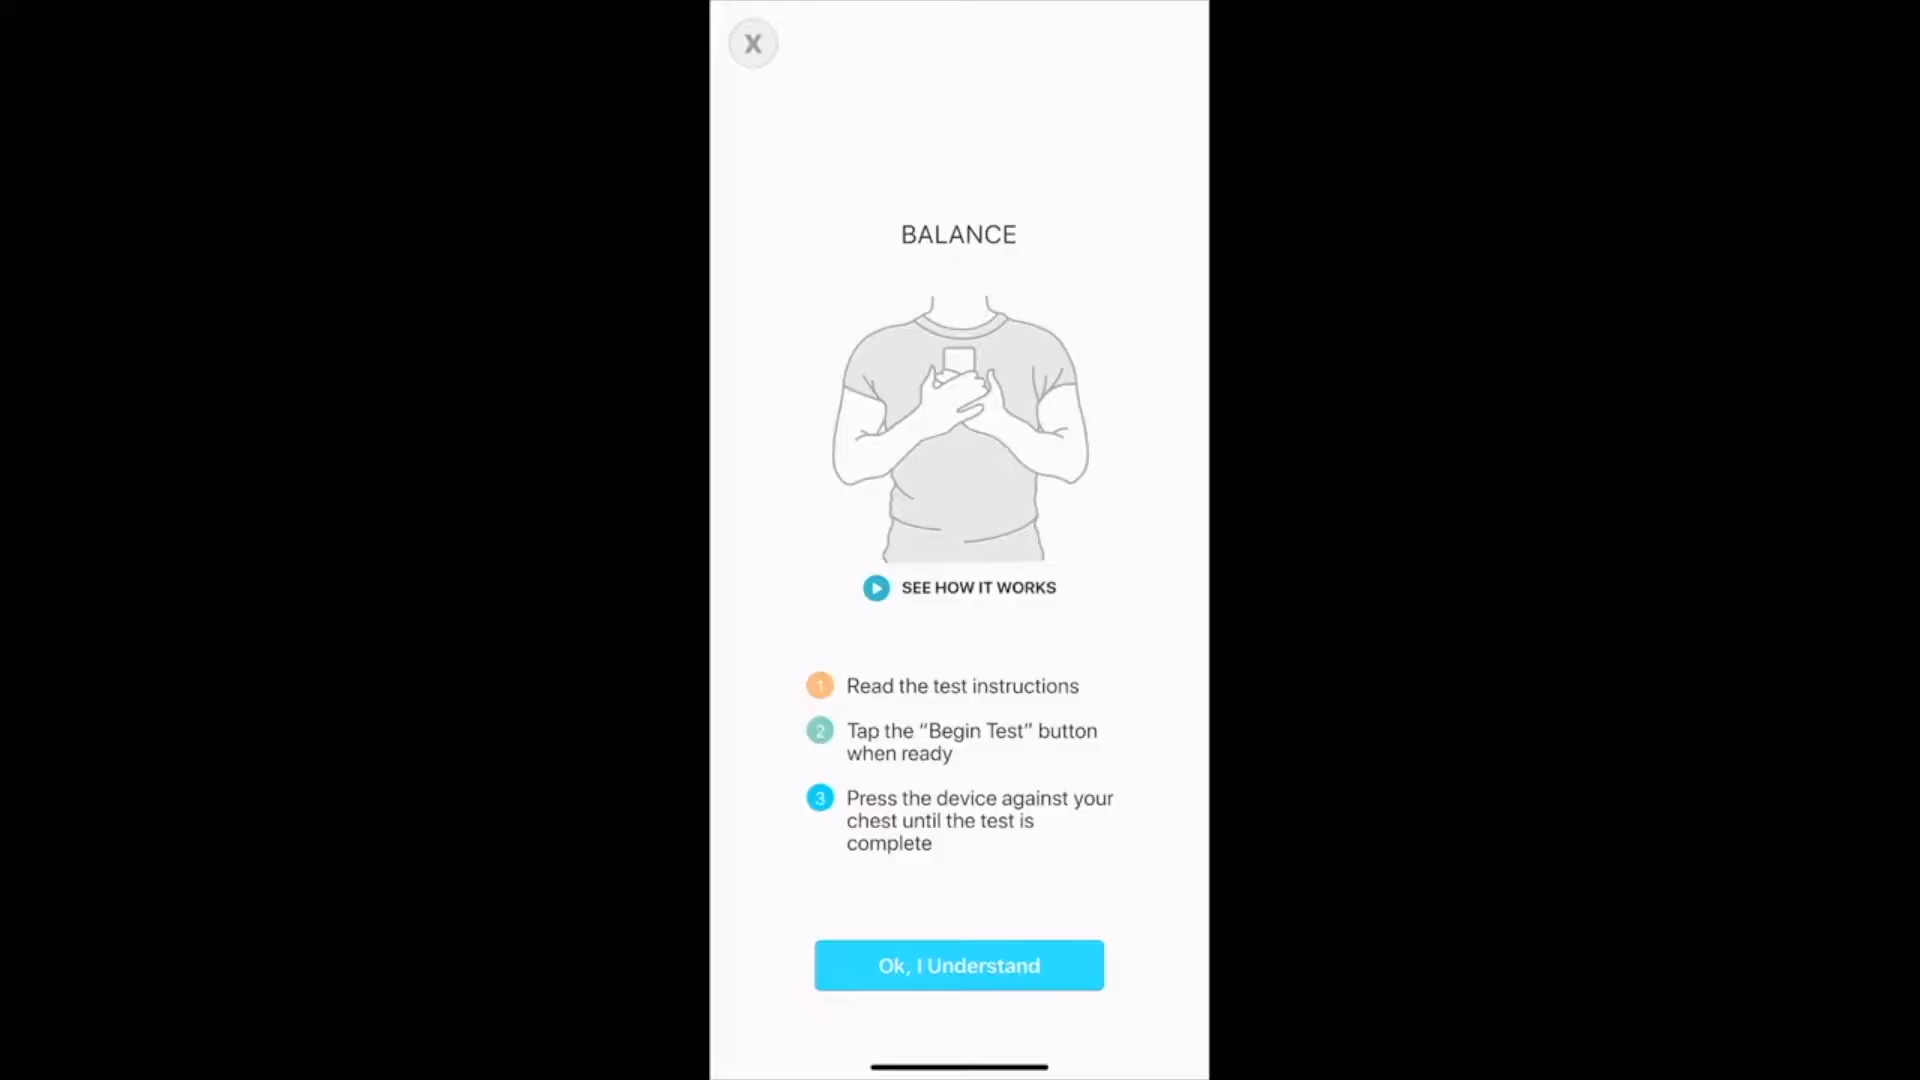 X
BALANCE
SEE HOW IT WORKS
1 Read the test instructions
2 Tap the “Begin Test” button
when ready
3 Press the device against your
chest until the test is
complete
Ok, I Understand